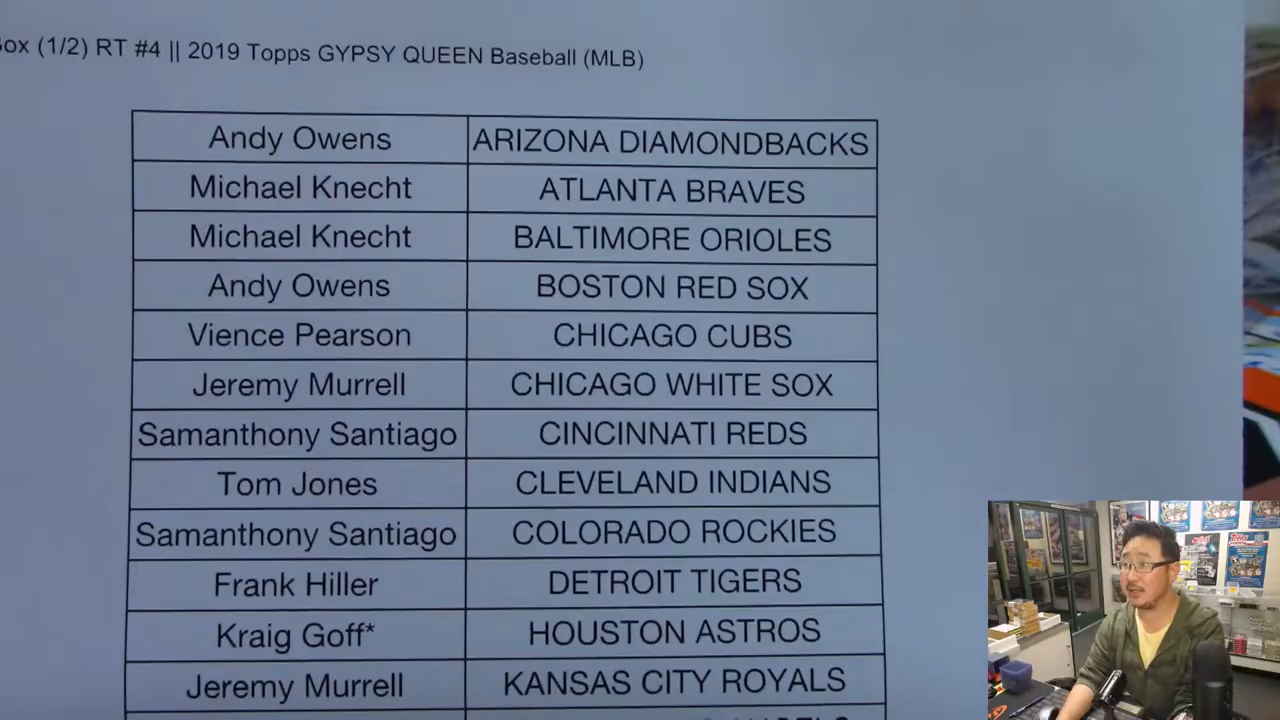 Box (1/2) RT #4 || 2019 Topps GYPSY QUEEN Baseball (MLB)
Andy Owens ARIZONA DIAMONDBACKS
Michael Knecht ATLANTA BRAVES
Michael Knecht BALTIMORE ORIOLES
Andy Owens BOSTON RED SOX
Vience Pearson CHICAGO CUBS
Jeremy Murrell CHICAGO WHITE SOX
Samanthony Santiago CINCINNATI REDS
Tom Jones CLEVELAND INDIANS
Samanthony Santiago COLORADO ROCKIES
Frank Hiller DETROIT TIGERS
Kraig Goff* HOUSTON ASTROS
Jeremy Murrell KANSAS CITY ROYALS